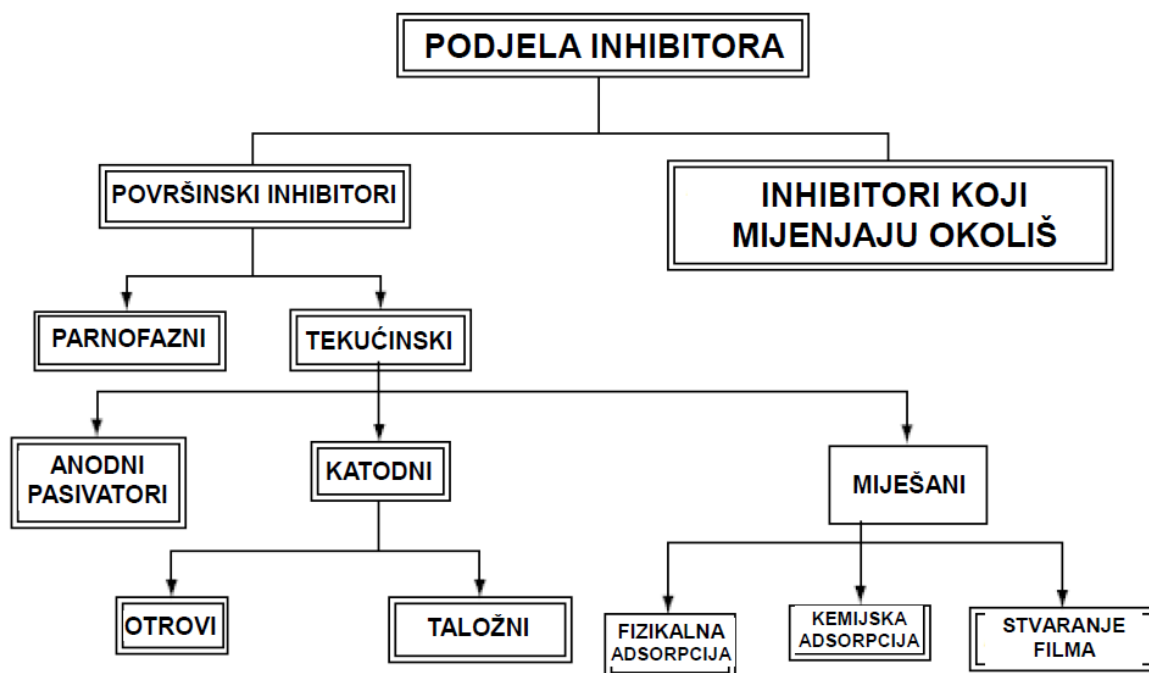 PODJELA INHIBITORA
POVRŠINSKI INHIBITORI
INHIBITORI KOJI
MIJENJAJU OKOLIŠ
PARNOFAZNI
TEKUĆINSKI
ANODNI
PASIVATORI
KATODNI
MIJEŠANI
OTROVI
TALOŽNI
FIZIKALNA
ADSORPCIJA
KEMIJSKA
ADSORPCIJA
STVARANJE
FILMA